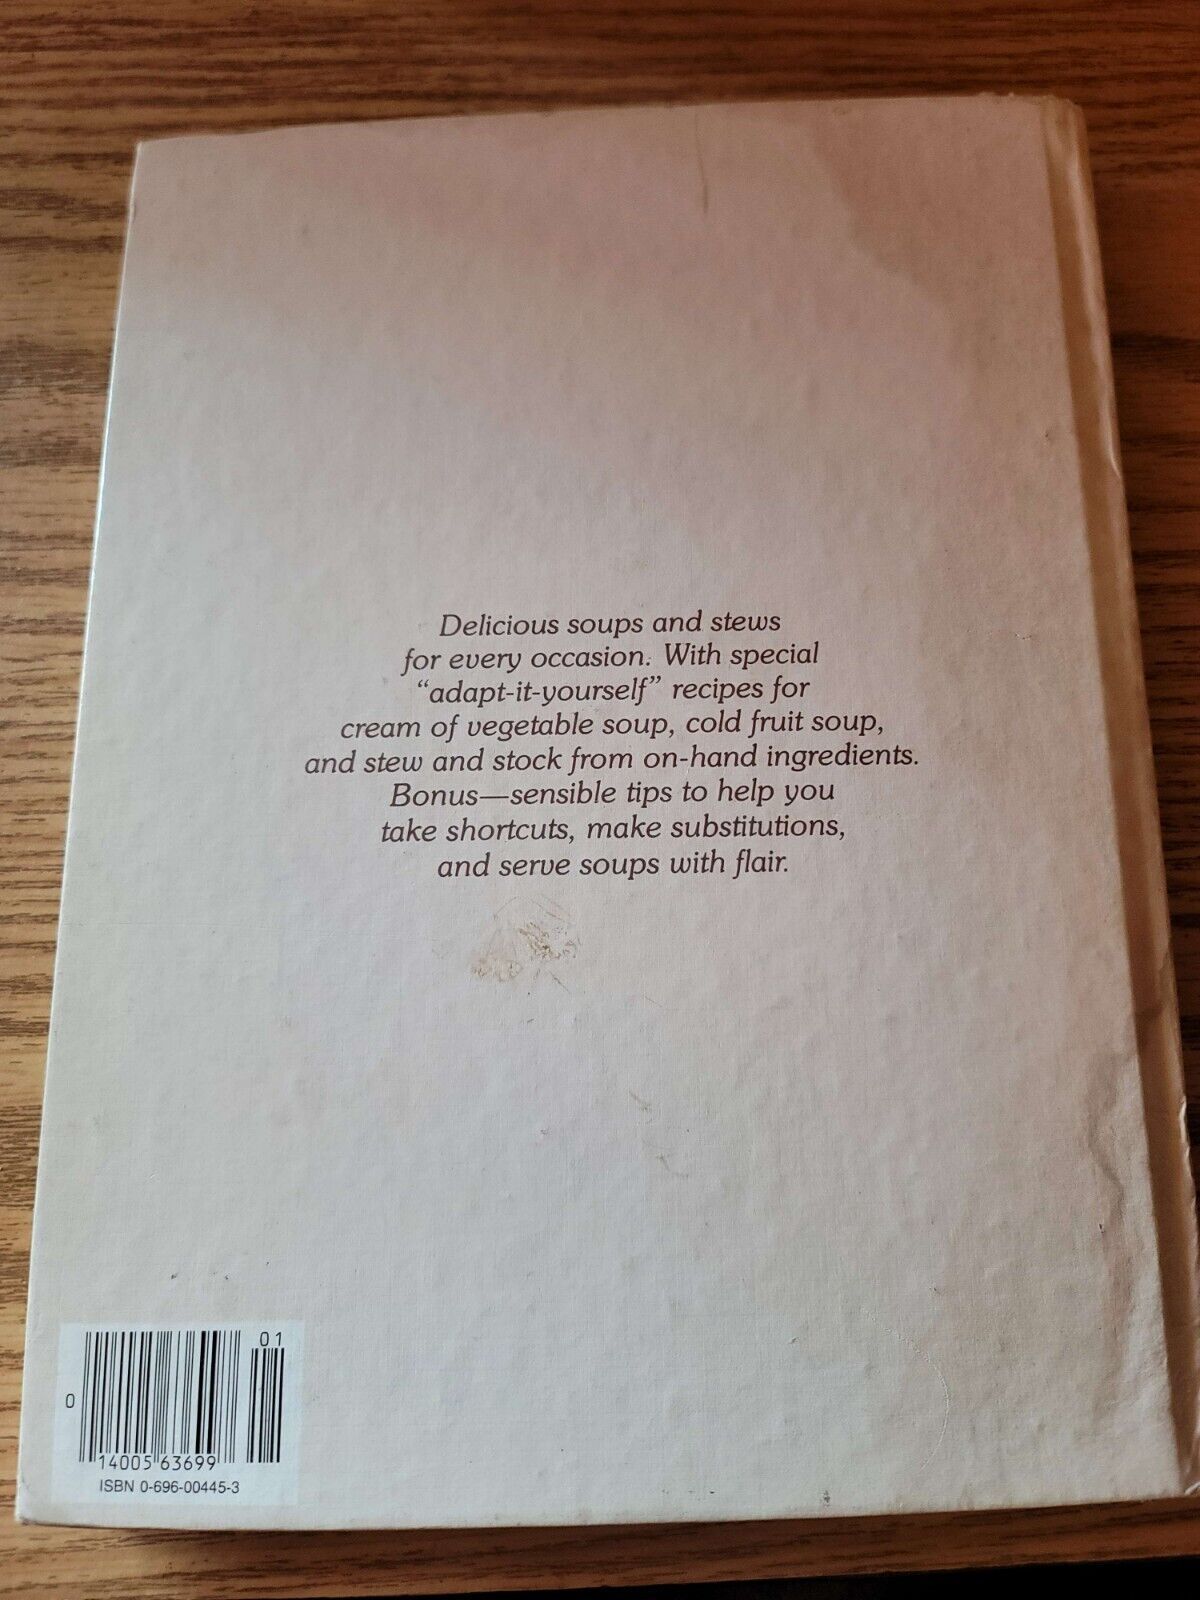 Delicious soups and stews
for every occasion. With special
“adapt-it-yourself” recipes for
cream of vegetable soup, cold fruit soup,
and stew and stock from on-hand ingredients.
Bonus—sensible tips to help you
take shortcuts, make substitutions,
and serve soups with flair.
01
0
14005 63699
ISBN 0-696-00445-3